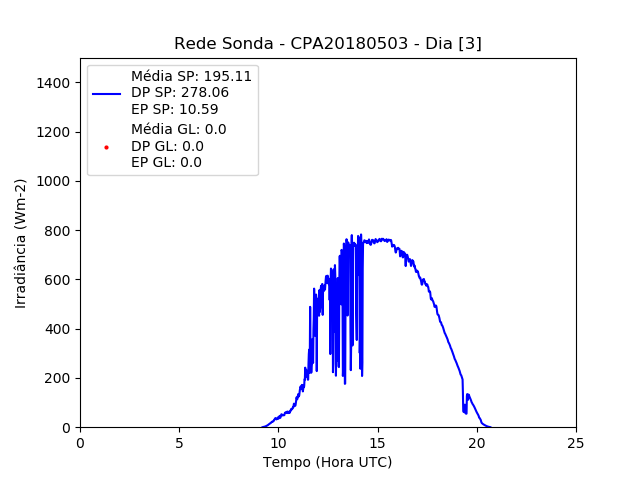 Rede Sonda - CPA20180503 - Dia [3]
Média SP: 195.11
DP SP: 278.06
EP SP: 10.59
Média GL: 0.0
DP GL: 0.0
EP GL: 0.0
Irradiância (Wm-2)
1400
1200
1000
800
600
400
200
0
0 5 10 15 20 25
Tempo (Hora UTC)